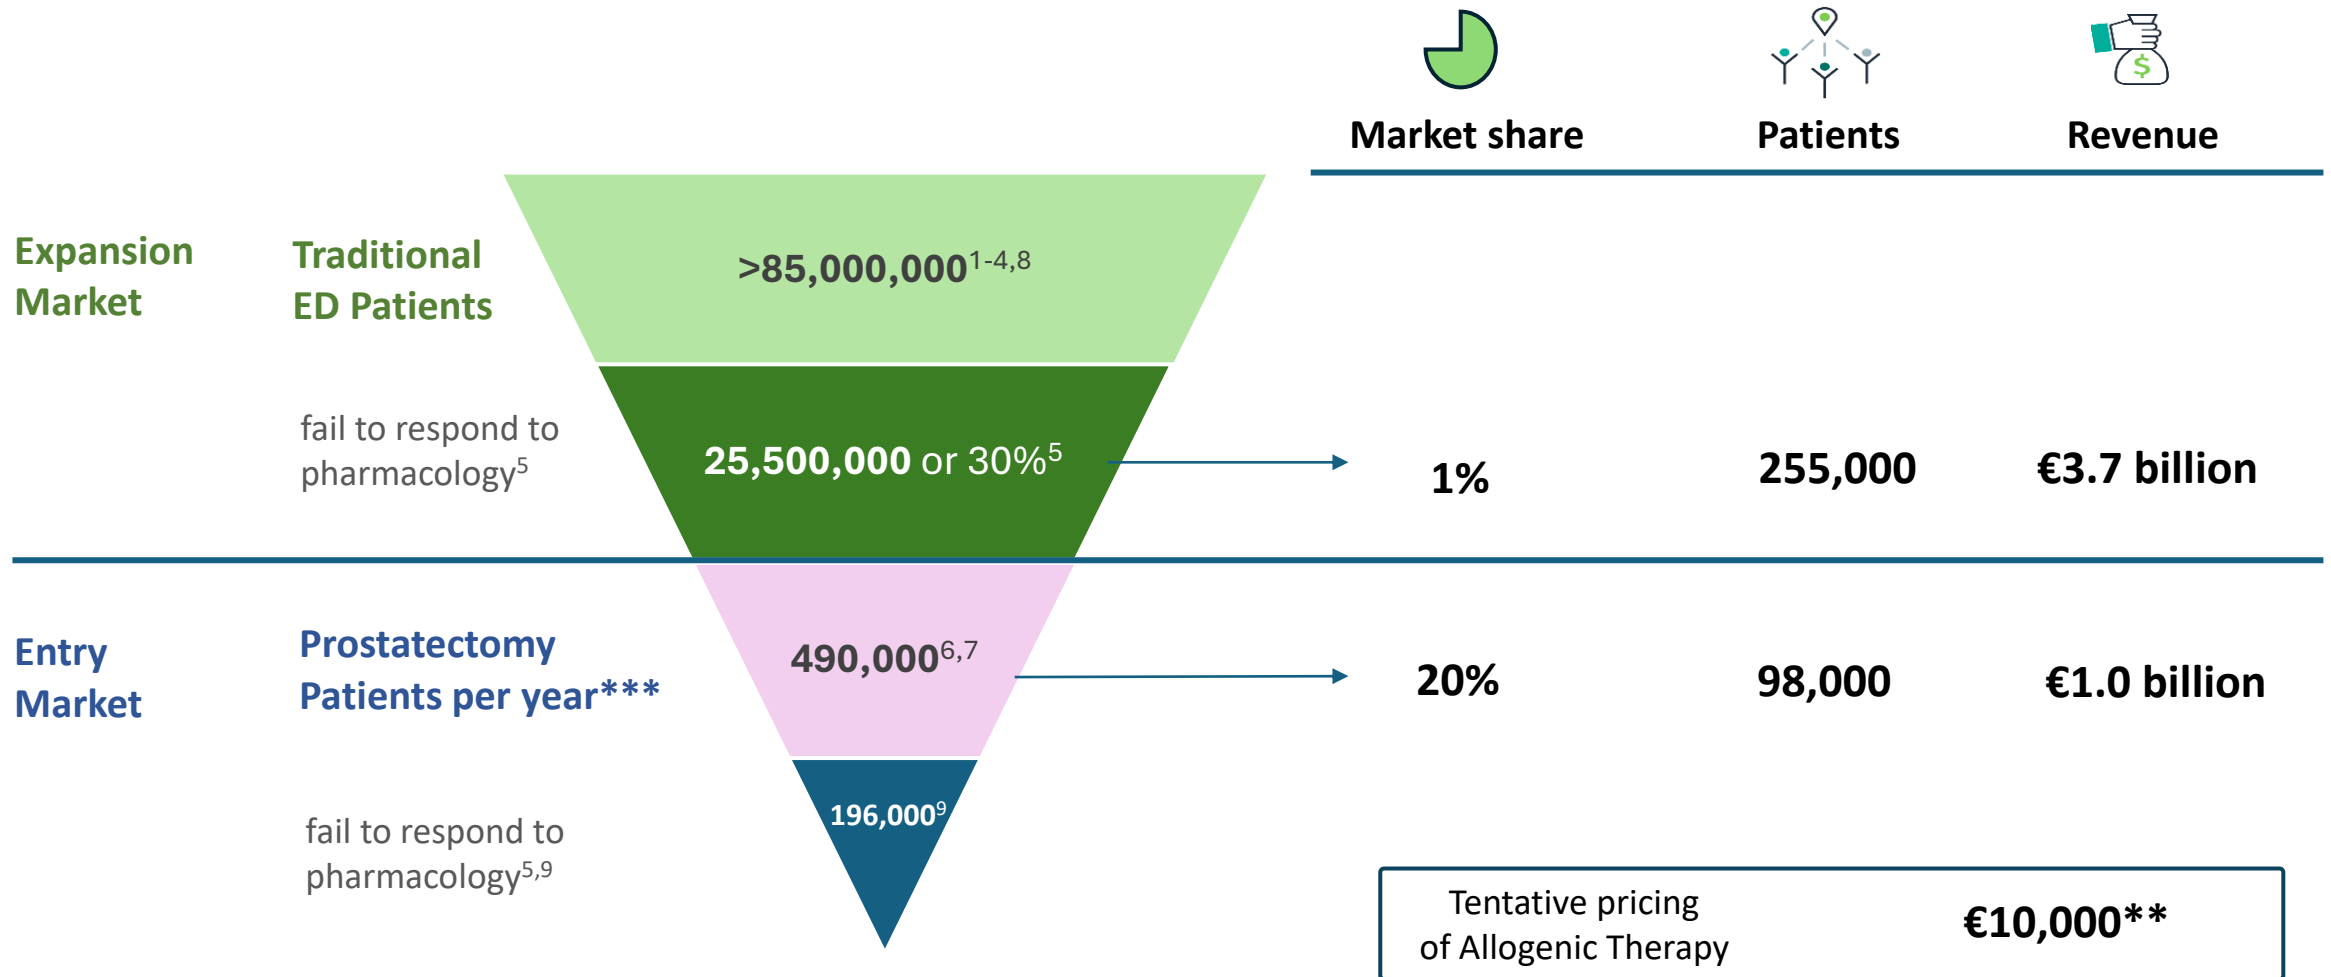 Market share
Patients
Revenue
Expansion
Market
Traditional
ED Patients
>85,000,000¹⁻⁴,⁸
fail to respond to
pharmacology⁵
25,500,000 or 30%⁵
1%
255,000
€3.7 billion
Entry
Market
Prostatectomy
Patients per year***
490,000⁶,⁷
20%
98,000
€1.0 billion
fail to respond to
pharmacology⁵,⁹
196,000⁹
Tentative pricing
of Allogenic Therapy
€10,000**
$